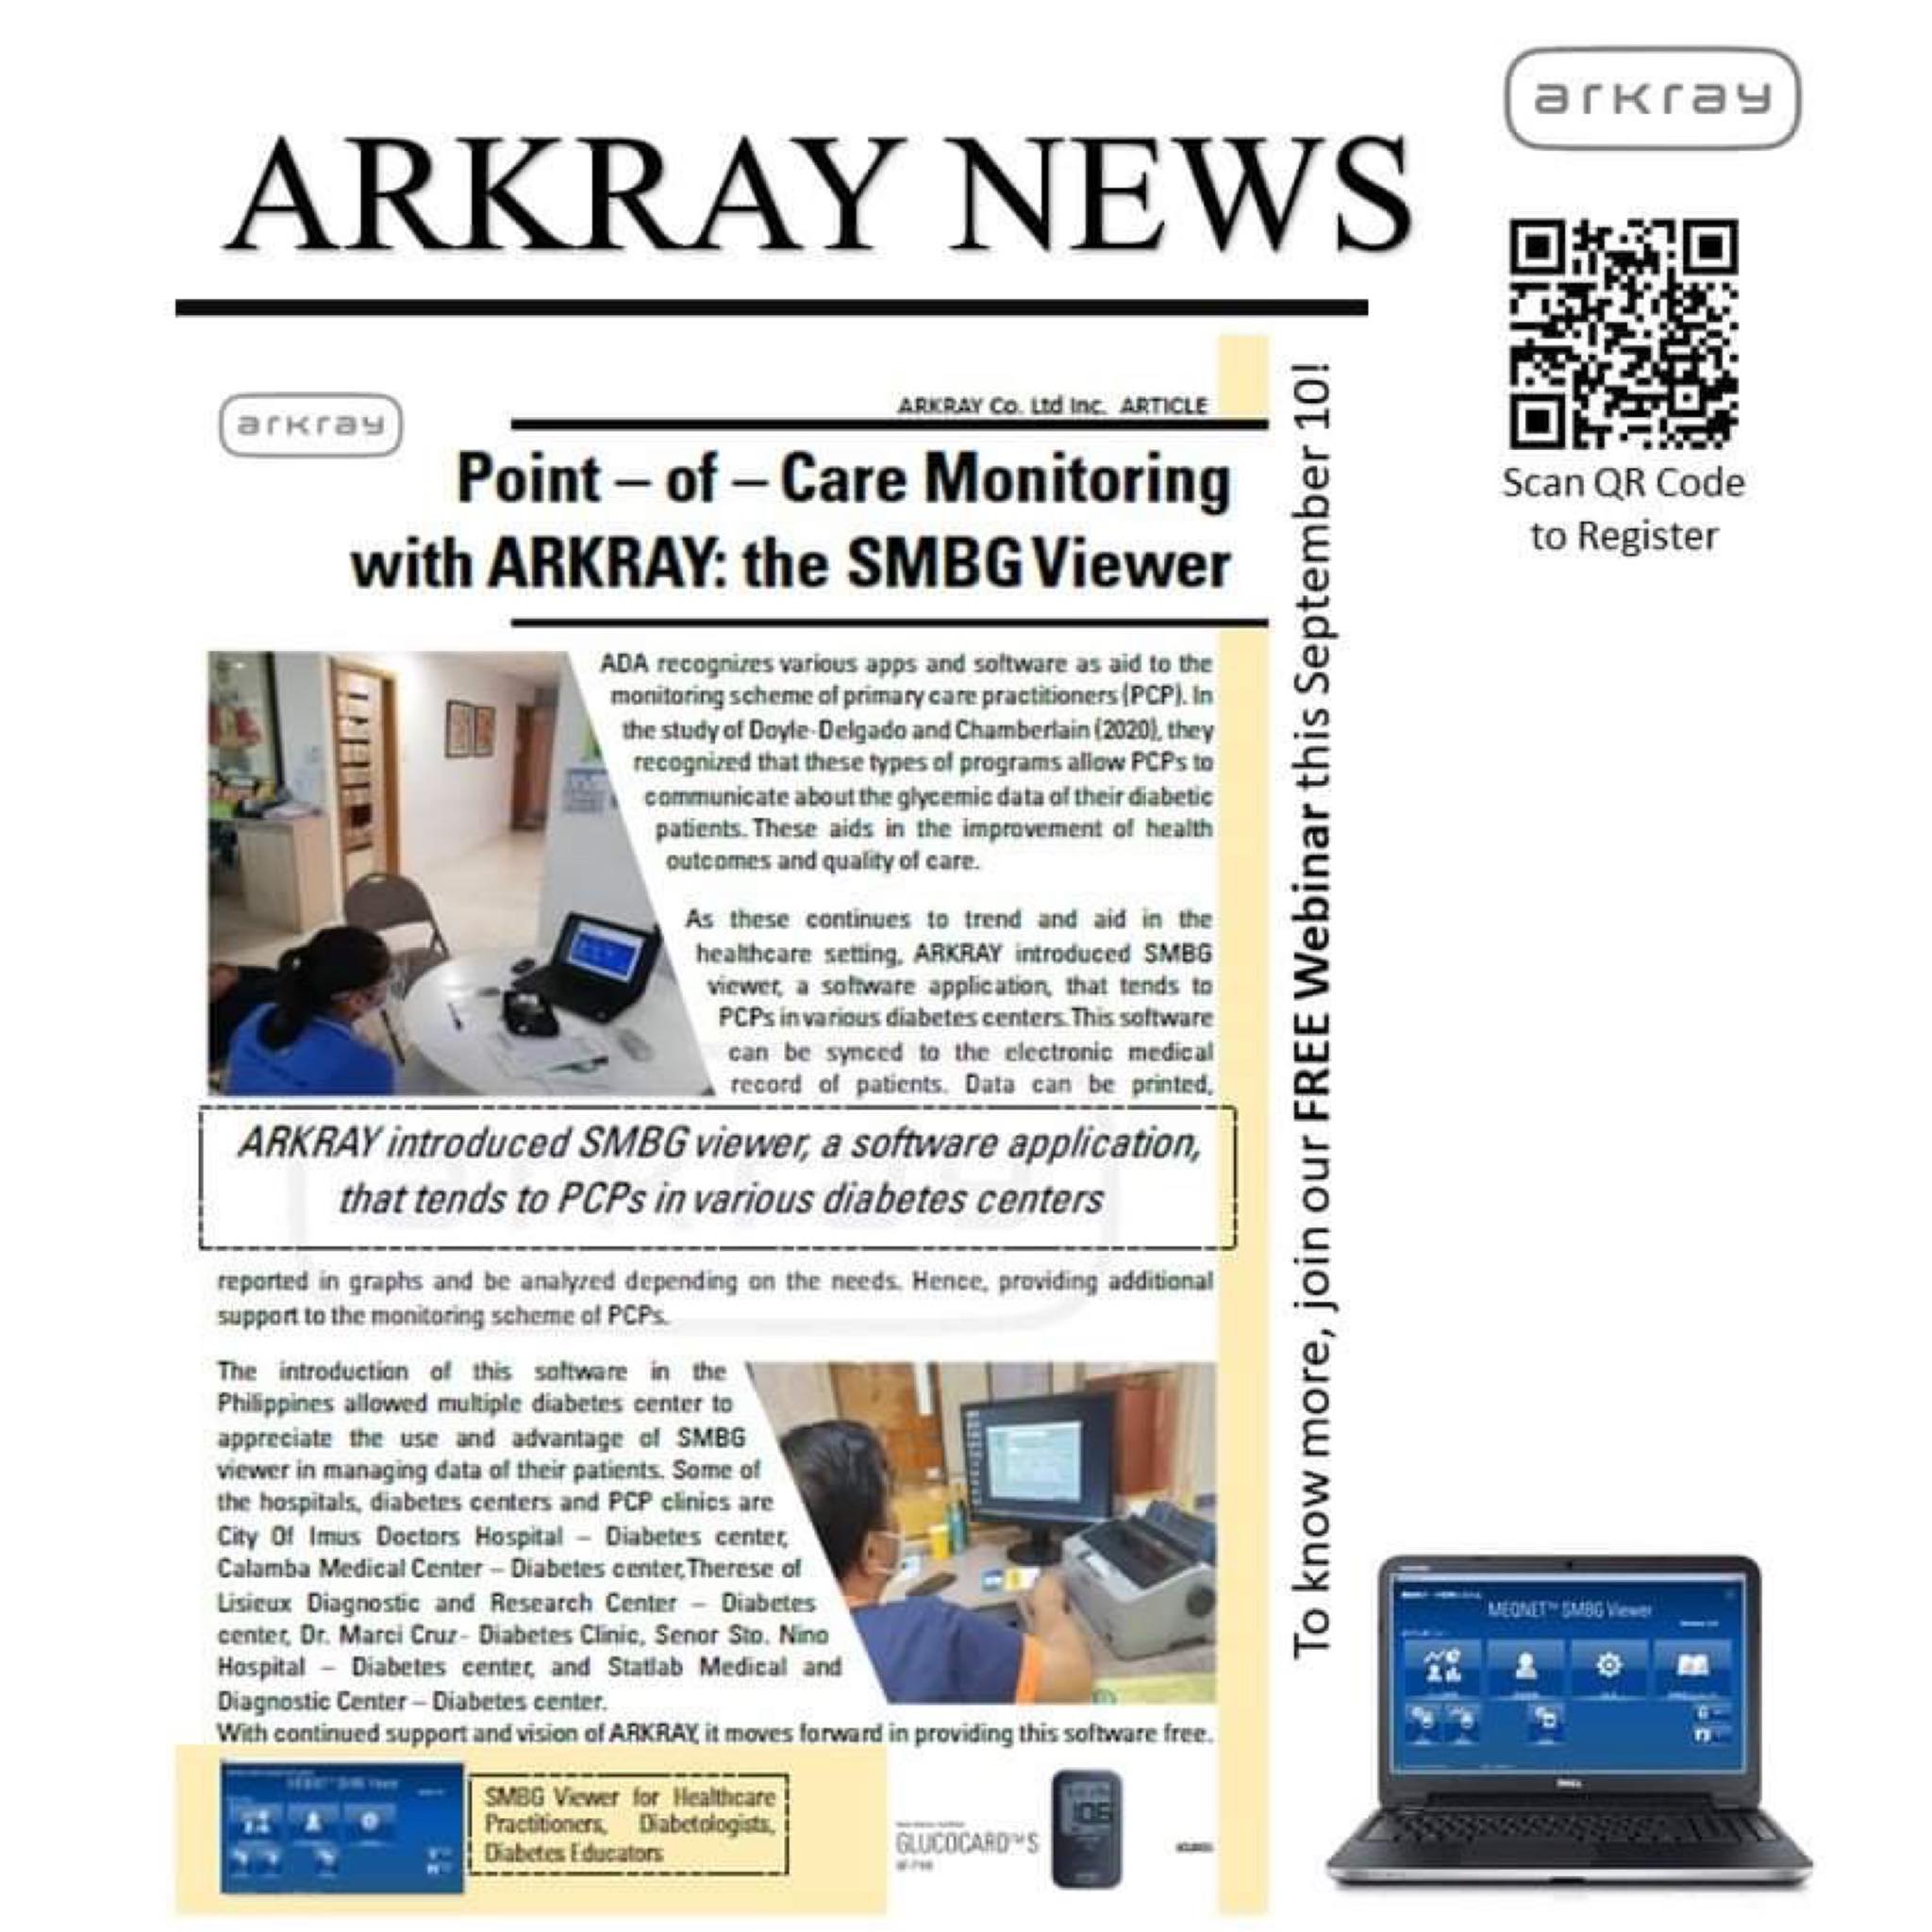 arkray
ARKRAY NEWS
Scan QR Code
to Register
arkray
ARKRAY Co. Ltd Inc. ARTICLE
Point – of – Care Monitoring
with ARKRAY: the SMBG Viewer
ADA recognizes various apps and software as aid to the
monitoring scheme of primary care practitioners (PCP). In
the study of Doyle-Delgado and Chamberlain (2020), they
recognized that these types of programs allow PCPs to
communicate about the glycemic data of their diabetic
patients. These aids in the improvement of health
outcomes and quality of care.
As these continues to trend and aid in the
healthcare setting, ARKRAY introduced SMBG
viewer, a software application, that tends to
PCPs in various diabetes centers. This software
can be synced to the electronic medical
record of patients. Data can be printed,
ARKRAY introduced SMBG viewer, a software application,
that tends to PCPs in various diabetes centers
reported in graphs and be analyzed depending on the needs. Hence, providing additional
support to the monitoring scheme of PCPs.
The introduction of this software in the
Philippines allowed multiple diabetes center to
appreciate the use and advantage of SMBG
viewer in managing data of their patients. Some of
the hospitals, diabetes centers and PCP clinics are
City Of Imus Doctors Hospital – Diabetes center,
Calamba Medical Center – Diabetes center, Therese of
Lisieux Diagnostic and Research Center – Diabetes
center, Dr. Marci Cruz- Diabetes Clinic, Senor Sto. Nino
Hospital – Diabetes center, and Statlab Medical and
Diagnostic Center – Diabetes center.
With continued support and vision of ARKRAY, it moves forward in providing this software free.
SMBG Viewer for Healthcare
Practitioners, Diabetologists,
Diabetes Educators
GLUCOCARD™ S
106
To know more, join our FREE Webinar this September 10!
MEQNET™ SMBG Viewer
DELL